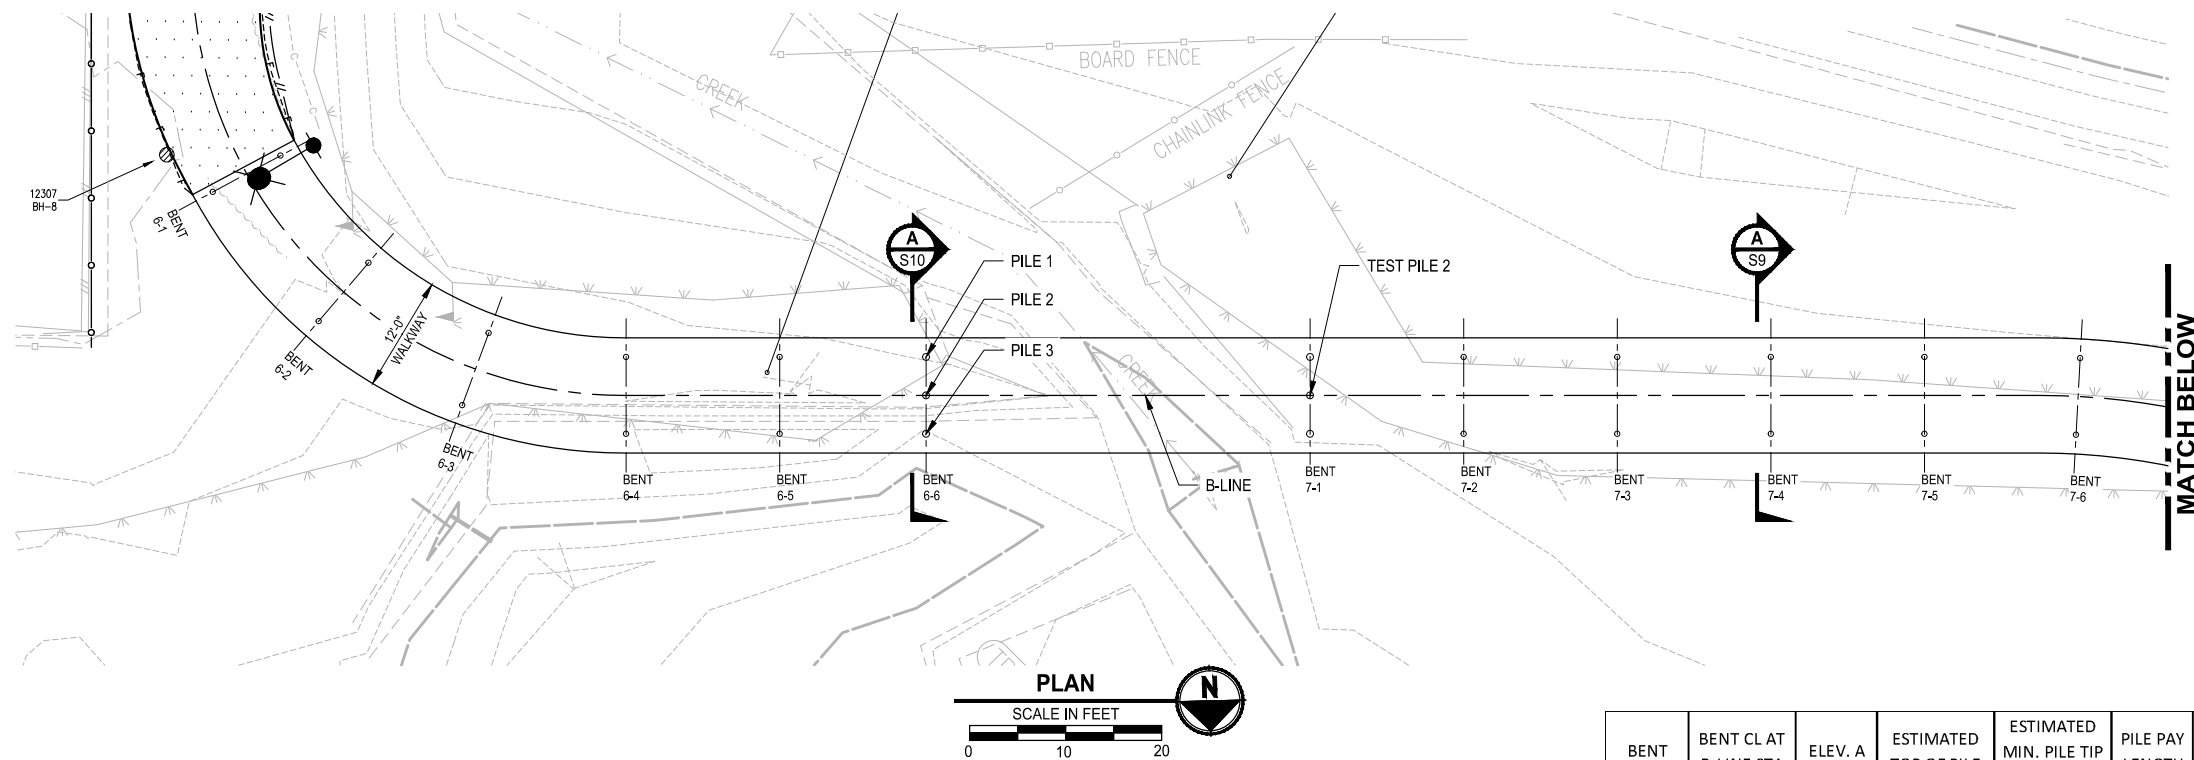 BOARD FENCE
CREEK
CHAINLINK FENCE
12307
BH-8
BENT
6-1
A
S10
A
S9
PILE 1
PILE 2
PILE 3
TEST PILE 2
12'-0"
WALKWAY
BENT
6-2
BENT
6-3
CREEK
MATCH BELOW
BENT
6-4
BENT
6-5
BENT
6-6
B-LINE
BENT
7-1
BENT
7-2
BENT
7-3
BENT
7-4
BENT
7-5
BENT
7-6
PLAN
N
SCALE IN FEET
0 10 20
BENT
BENT CL AT
ELEV. A
ESTIMATED
ESTIMATED
MIN. PILE TIP
PILE PAY